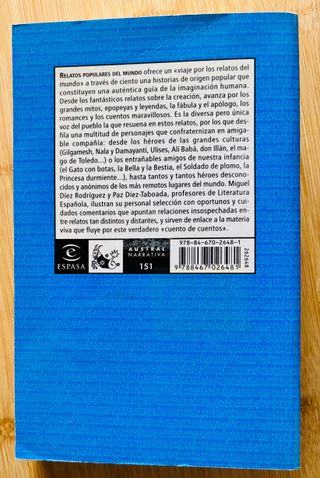 RELATOS POPULARES DEL MUNDO ofrece un «viaje por los relatos del
mundo» a través de ciento una historias de origen popular que
constituyen una auténtica guía de la imaginación humana.
Desde los fantásticos relatos sobre la creación, avanza por los
grandes mitos, epopeyas y leyendas, la fábula y el apólogo, los
romances y los cuentos maravillosos. Es la diversa pero única
voz del pueblo la que resuena en estos relatos, por los que des-
fila una multitud de personajes que confraternizan en amiga-
ble compañía: desde los héroes de las grandes culturas
(Gilgamesh, Nala y Damayanti, Ulises, Alí Babá, don Illán, el ma-
go de Toledo...) o los entrañables amigos de nuestra infancia
(el Gato con botas, la Bella y la Bestia, el Soldado de plomo, la
Princesa durmiente...), hasta tantos y tantos héroes descono-
cidos y anónimos de los más remotos lugares del mundo. Miguel
Díez Rodríguez y Paz Díez-Taboada, profesores de Literatura
Española, ilustran su personal selección con oportunos y cui-
dados comentarios que apuntan relaciones insospechadas en-
tre relatos tan distintos y distantes, y sirven de enlace a la materia
viva que fluye por este verdadero «cuento de cuentos».
978-84-670-2648-1
ESPASA
AUSTRAL
NARRATIVA
151
9788467026481
262648